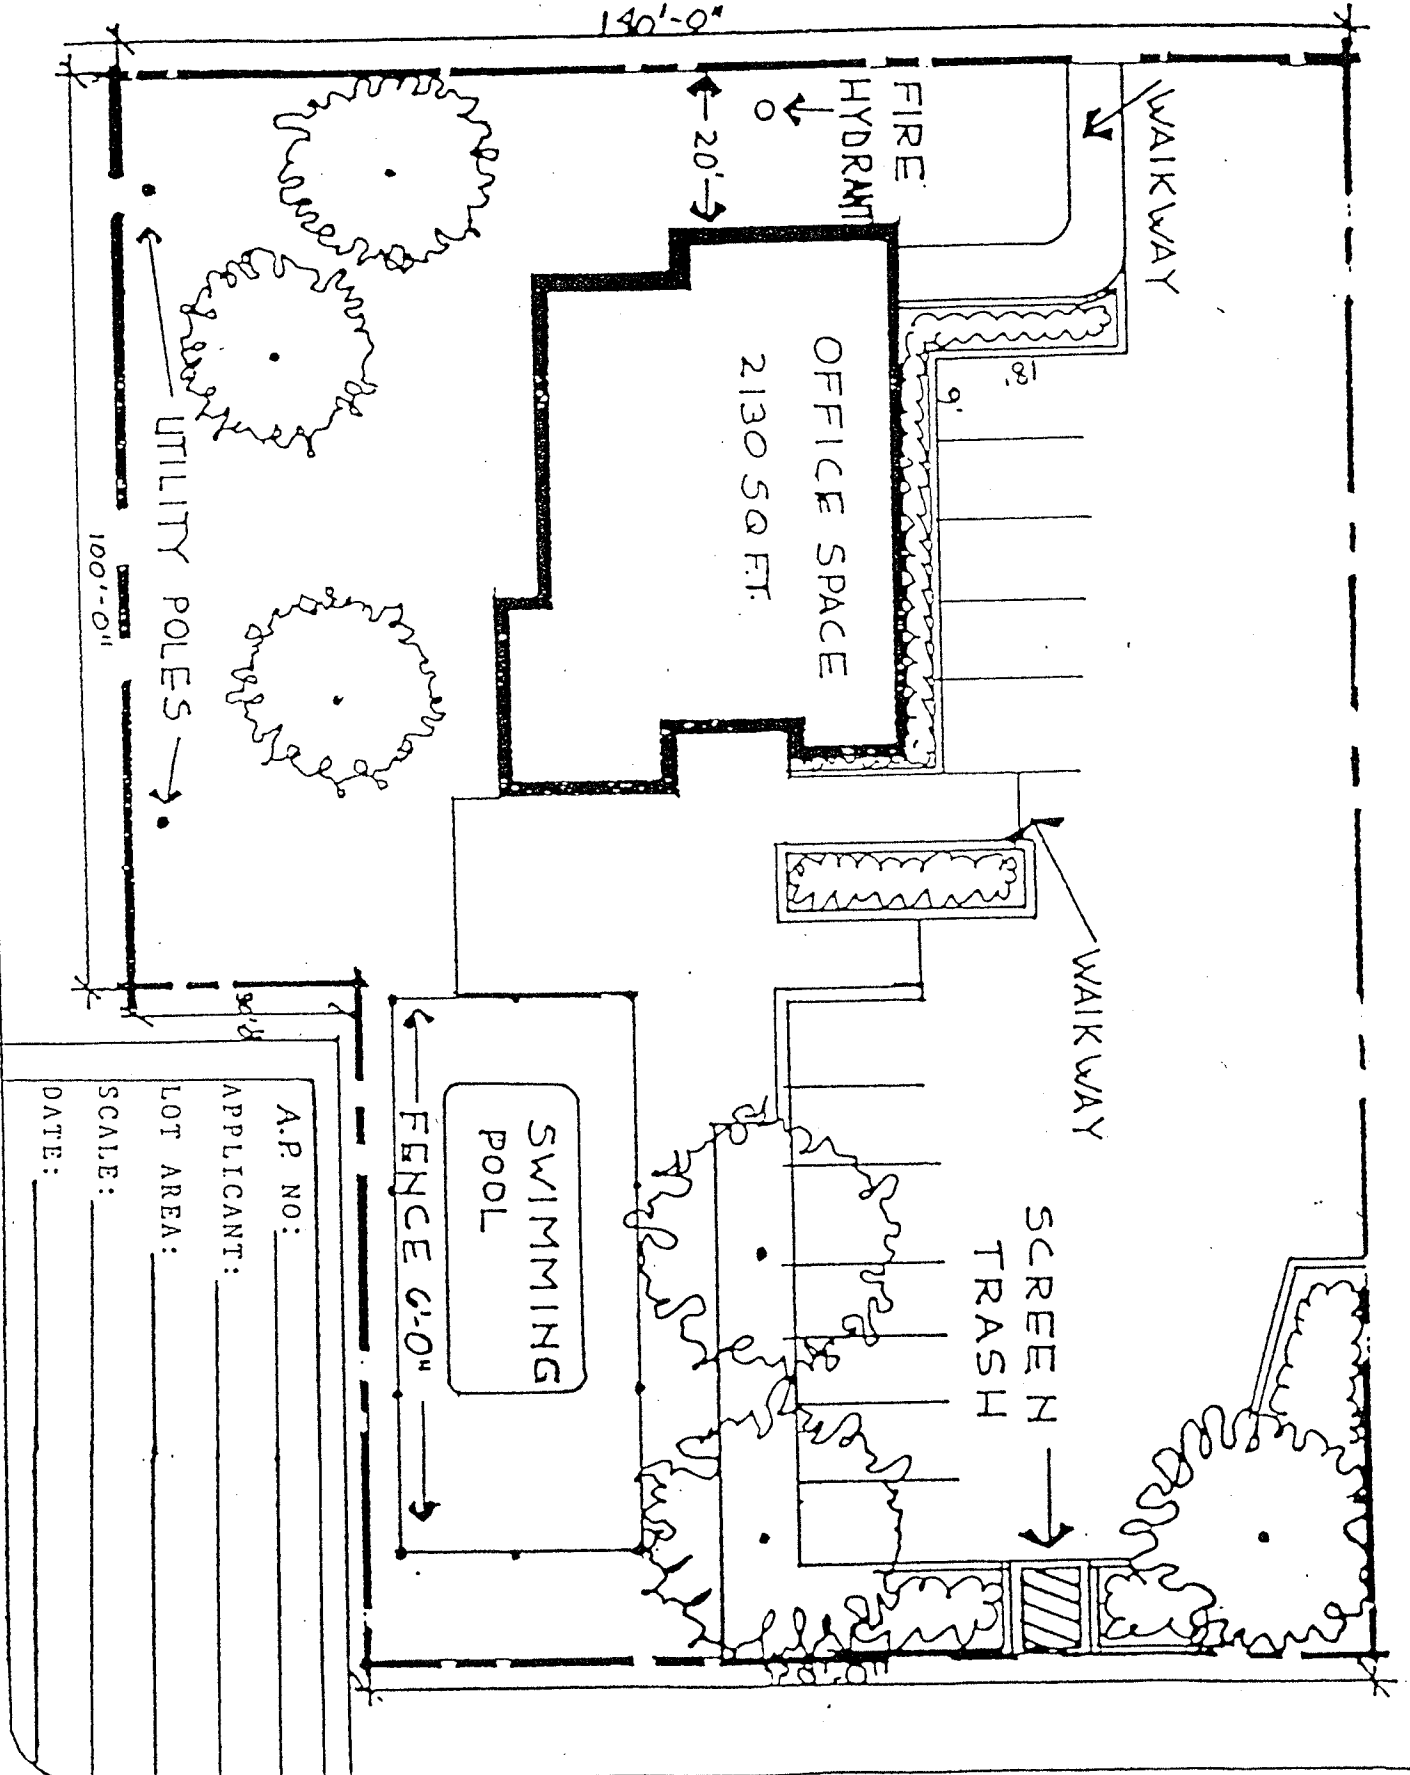 140'-0"
WAIKWAY
FIRE
HYDRANT
20'
18'
9'
OFFICE SPACE
2130 SQ FT.
UTILITY POLES
100'-0"
WAIKWAY
SCREEN
TRASH
SWIMMING
POOL
FENCE 6'-0"
A.P. NO:
APPLICANT:
LOT AREA:
SCALE:
DATE: